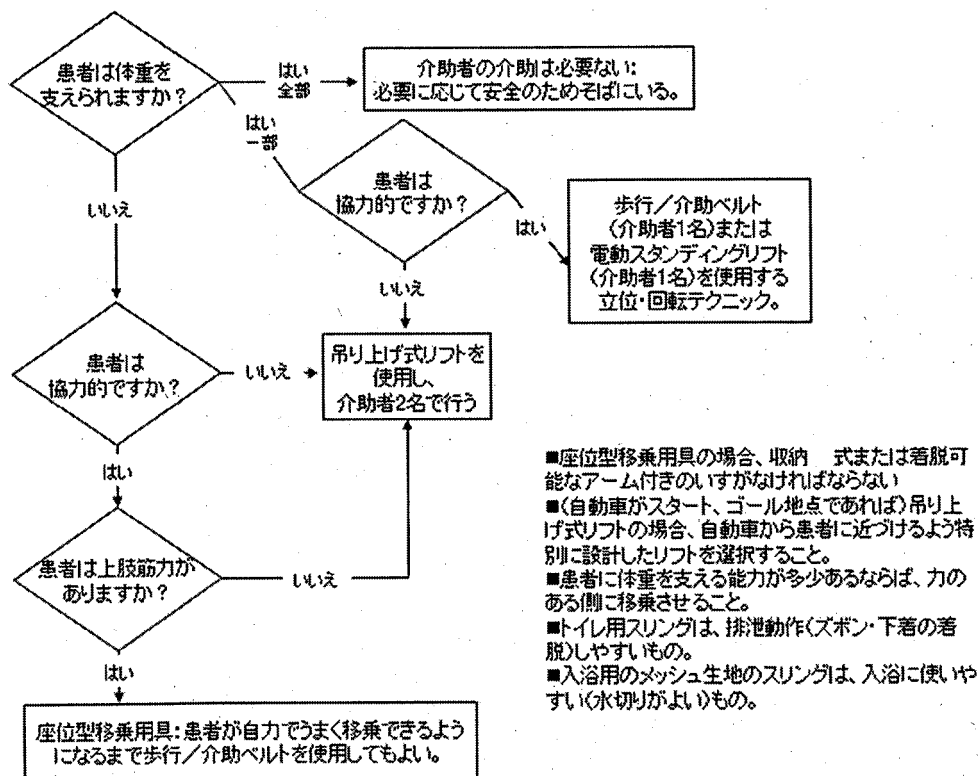 患者は体重を
支えられますか?
はい
全部
介助者の介助は必要ない:
必要に応じて安全のためそばにいる。
はい
一部
患者は
協力的ですか?
はい
歩行/介助ベルト
(介助者1名)または
電動スタンディングリフト
(介助者1名)を使用する
立位・回転テクニック。
いいえ
いいえ
患者は
協力的ですか?
いいえ
吊り上げ式リフトを
使用し、
介助者2名で行う
はい
患者は上肢筋力が
ありますか?
いいえ
はい
座位型移乗用具:患者が自力でうまく移乗できるよう
になるまで歩行/介助ベルトを使用してもよい。
■座位型移乗用具の場合、収納 式または着脱可
能なアーム付きのいすがなければならない
■(自動車がスタート、ゴール地点であれば)吊り上
げ式リフトの場合、自動車から患者に近づけるよう特
別に設計したリフトを選択すること。
■患者に体重を支える能力が多少あるならば、力の
ある側に移乗させること。
■トイレ用スリングは、排泄動作(ズボン・下着の着
脱)しやすいもの。
■入浴用のメッシュ生地のスリングは、入浴に使いや
すい(水切りがよい)もの。